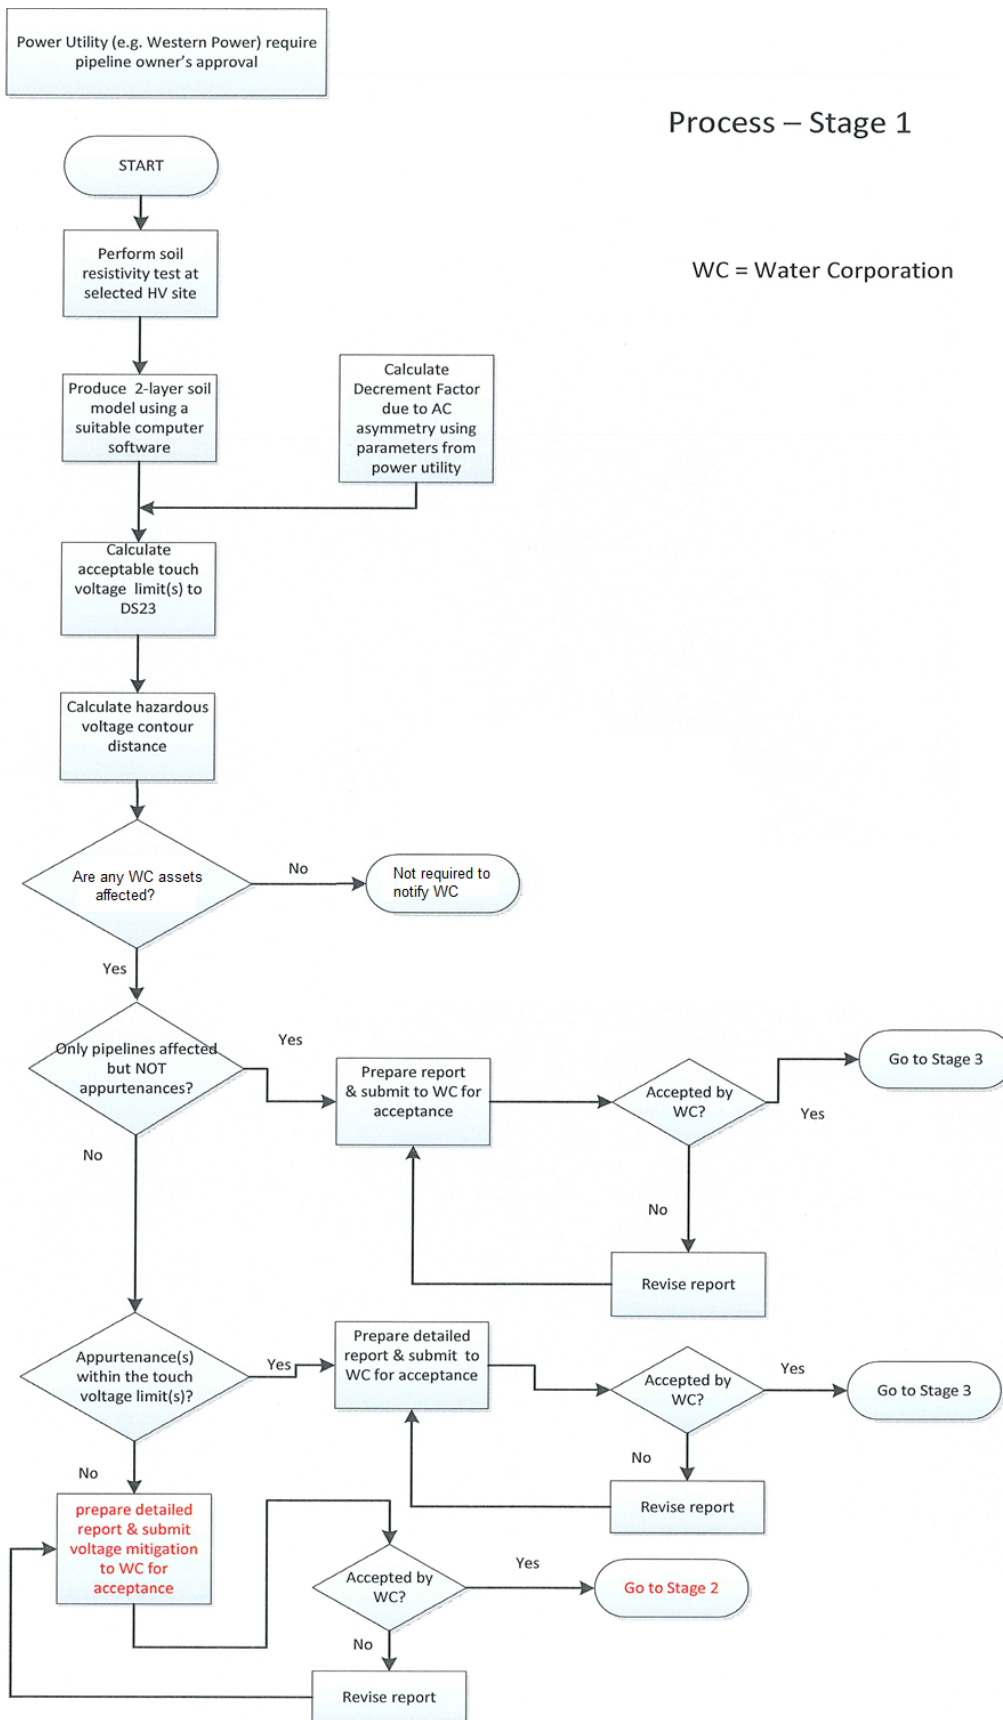 Power Utility (e.g. Western Power) require
pipeline owner's approval
Process – Stage 1
START
WC = Water Corporation
Perform soil
resistivity test at
selected HV site
Produce 2-layer soil
model using a
suitable computer
software
Calculate
Decrement Factor
due to AC
asymmetry using
parameters from
power utility
Calculate
acceptable touch
voltage limit(s) to
DS23
Calculate hazardous
voltage contour
distance
Are any WC assets
affected?
No
Not required to
notify WC
Yes
Only pipelines affected
but NOT
appurtenances?
Yes
Prepare report
& submit to WC for
acceptance
Accepted by
WC?
Go to Stage 3
Yes
No
No
Revise report
Appurtenance(s)
within the touch
voltage limit(s)?
Yes
Prepare detailed
report & submit to
WC for acceptance
Accepted by
WC?
Yes
Go to Stage 3
No
Revise report
No
prepare detailed
report & submit
voltage mitigation
to WC for
acceptance
Accepted by
WC?
Yes
Go to Stage 2
No
Revise report